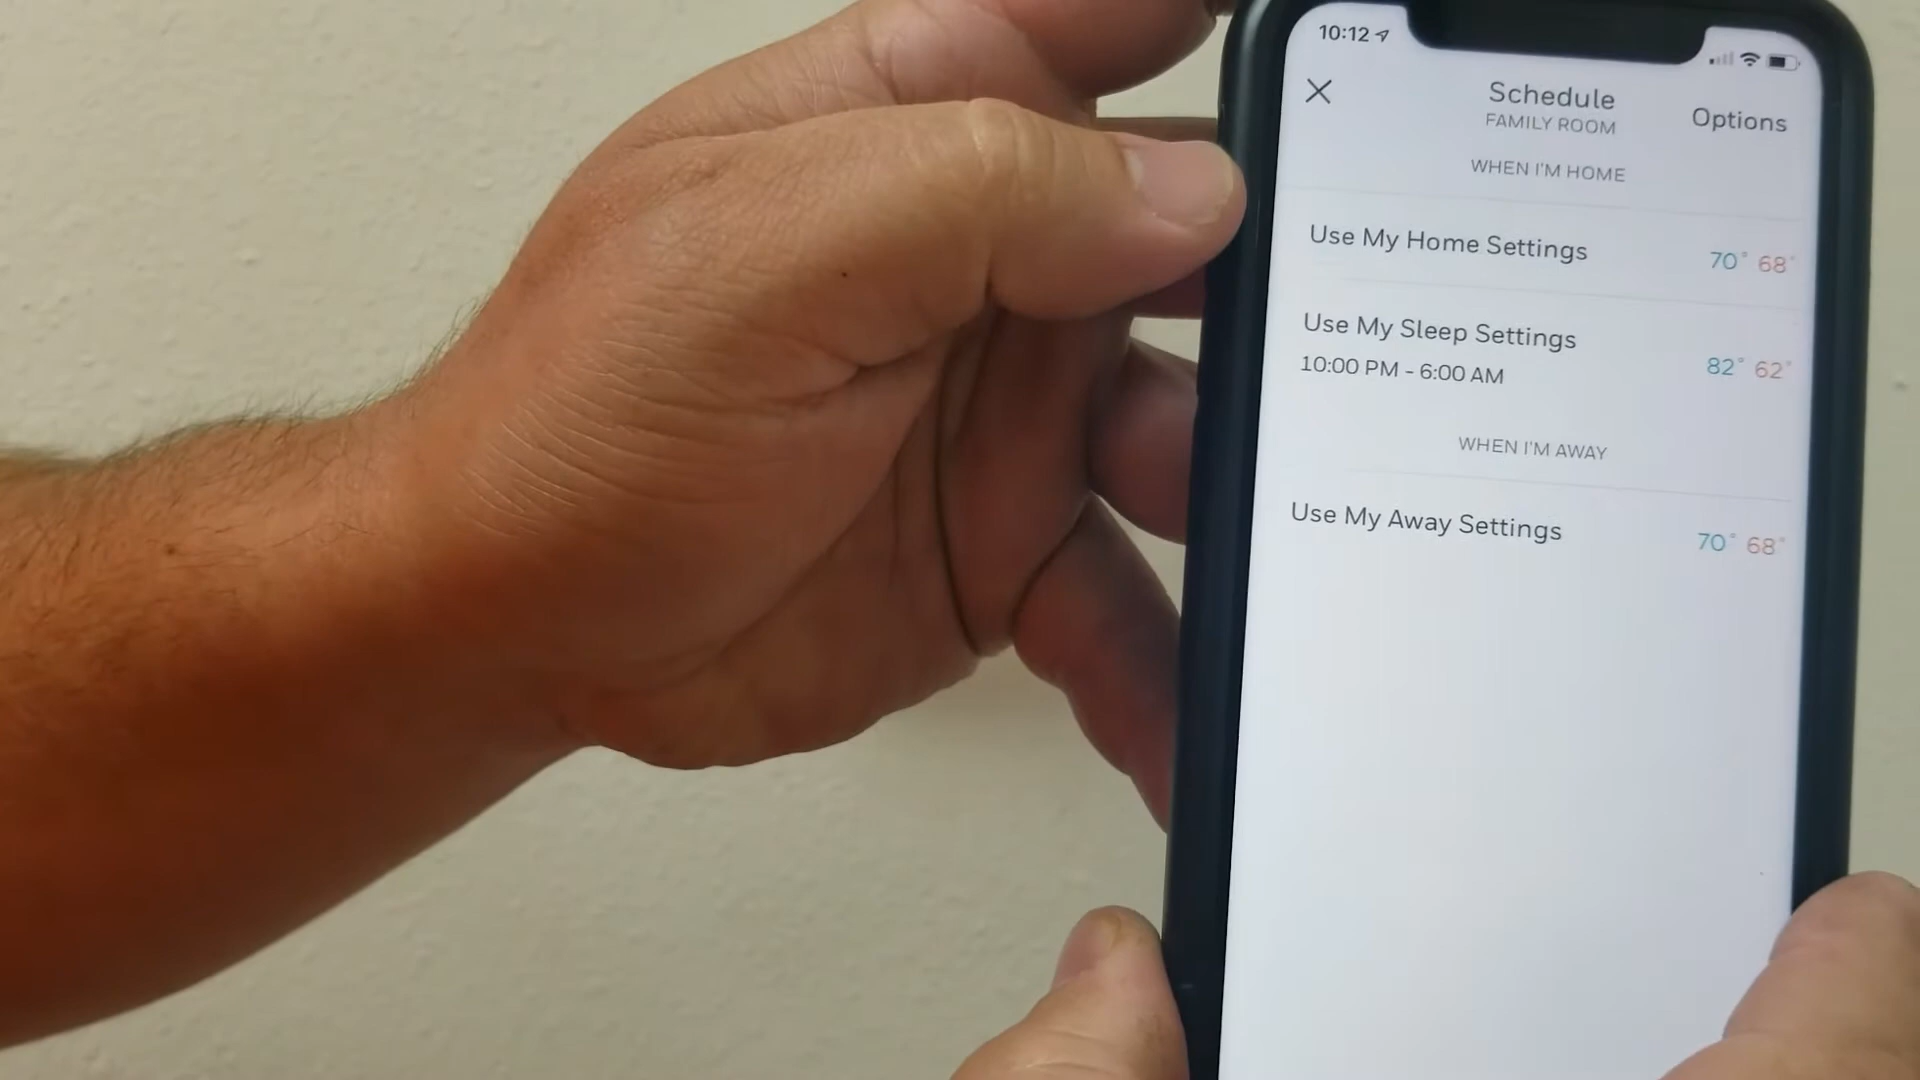 10:12
Schedule
Options
FAMILY ROOM
WHEN I'M HOME
Use My Home Settings 70° 68°
Use My Sleep Settings 82° 62°
10:00 PM - 6:00 AM
WHEN I'M AWAY
Use My Away Settings 70° 68°